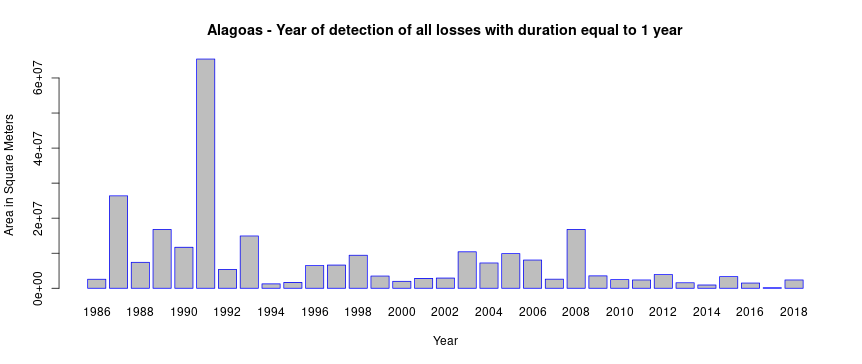 Alagoas - Year of detection of all losses with duration equal to 1 year
Area in Square Meters
6e+07
4e+07
2e+07
0e+00
1986 1988 1990 1992 1994 1996 1998 2000 2002 2004 2006 2008 2010 2012 2014 2016 2018
Year